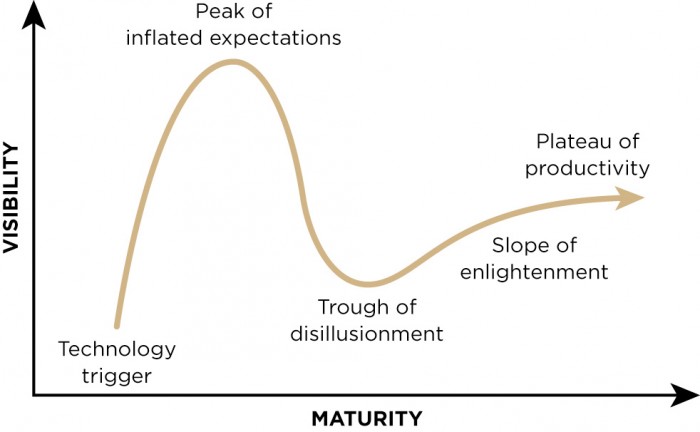 Peak of
inflated expectations
Plateau of
productivity
VISIBILITY
Slope of
enlightenment
Trough of
disillusionment
Technology
trigger
MATURITY